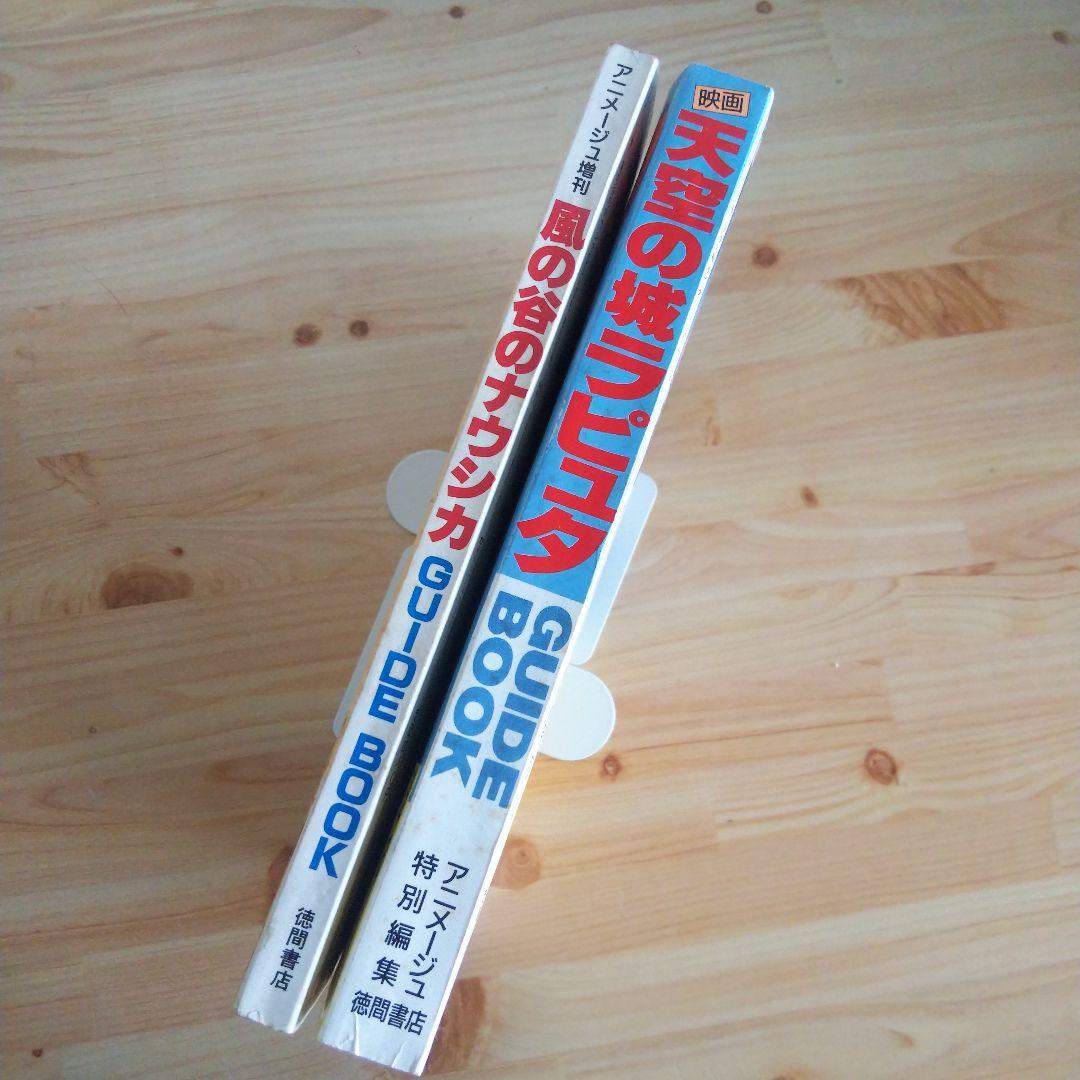 アニメージュ増刊
風の谷のナウシカ
GUIDE BOOK
徳間書店
映画
天空の城ラピュタ
GUIDE
BOOK
アニメージュ
特別編集
徳間書店